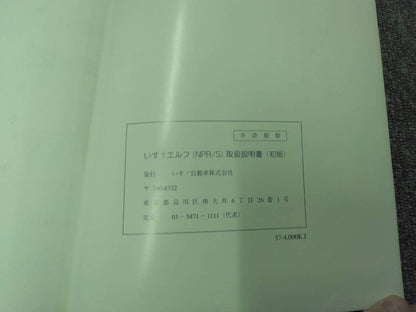 不許複製
いすゞエルフ(NPR/S)取扱説明書(初版)
発行 いすゞ自動車株式会社
〒 140-8722
東京都品川区南大井6丁目26番1号
電話 03-5471-1111(代表)
57-4,000K.1